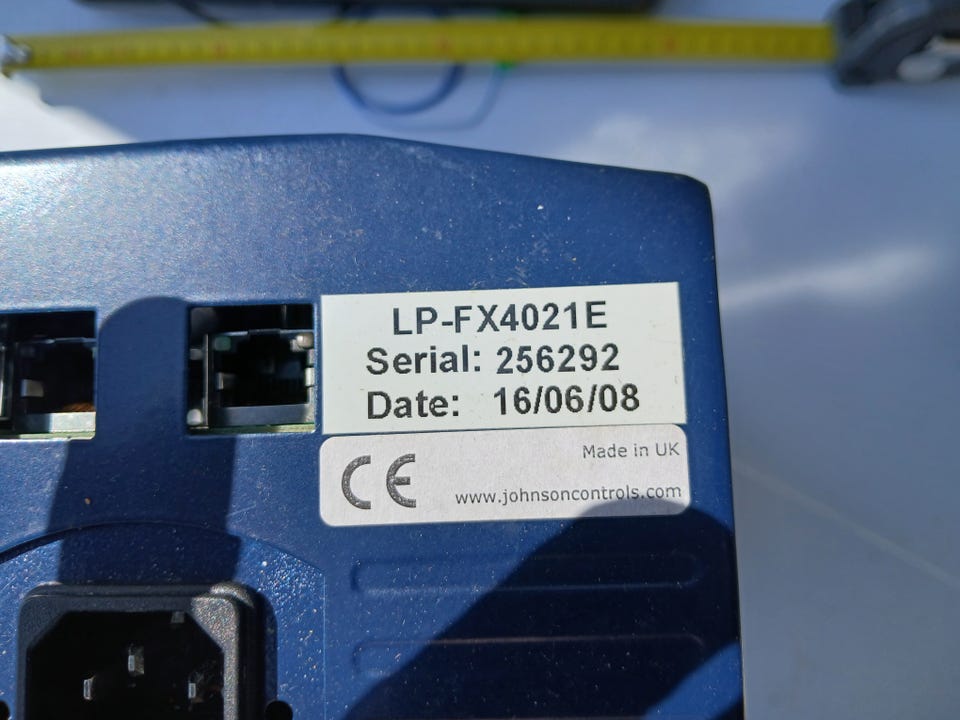 LP-FX4021E
Serial: 256292
Date: 16/06/08
CE
Made in UK
www.johnsoncontrols.com